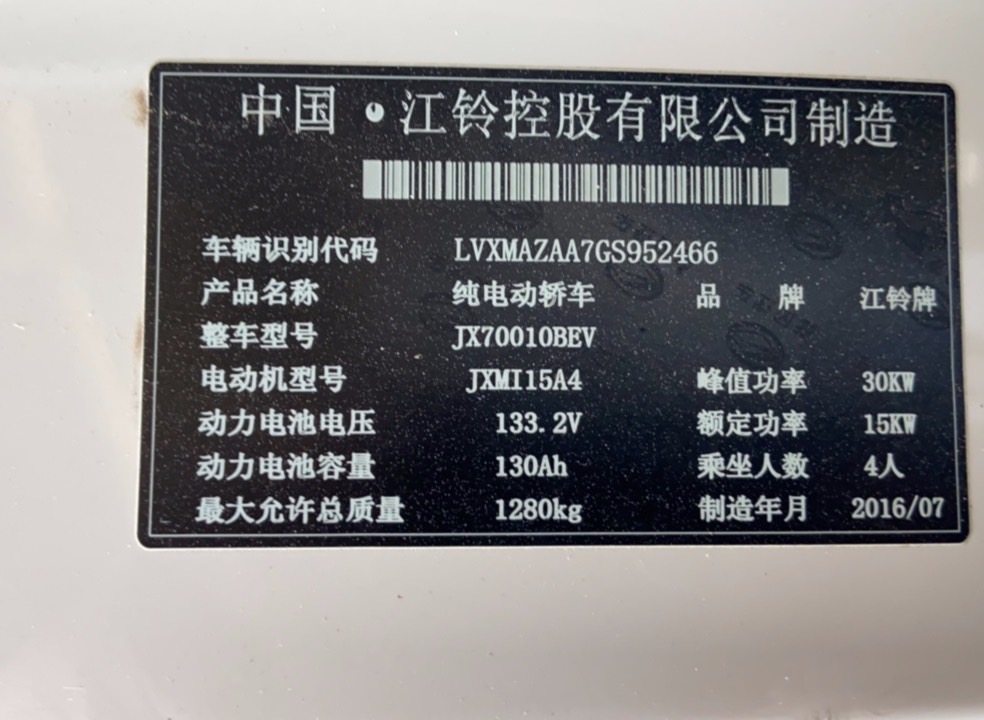 中国·江铃控股有限公司制造
车辆识别代码 LVXMAZAA7GS952466
产品名称 纯电动轿车 品 牌 江铃牌
整车型号 JX70010BEV
电动机型号 JXMI15A4 峰值功率 30KW
动力电池电压 133.2V 额定功率 15KW
动力电池容量 130Ah 乘坐人数 4人
最大允许总质量 1280kg 制造年月 2016/07